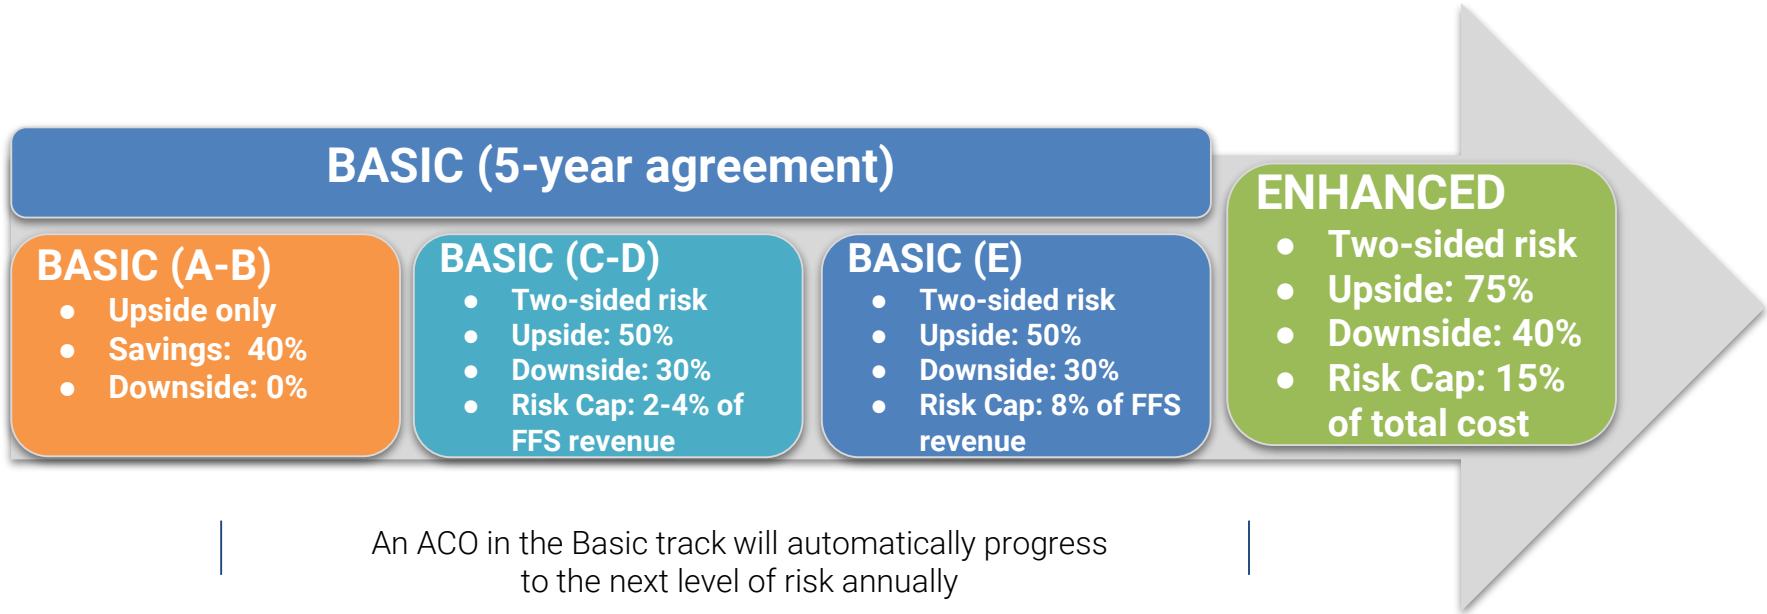 BASIC (5-year agreement)
BASIC (A-B)
● Upside only
● Savings: 40%
● Downside: 0%
BASIC (C-D)
● Two-sided risk
● Upside: 50%
● Downside: 30%
● Risk Cap: 2-4% of
FFS revenue
BASIC (E)
● Two-sided risk
● Upside: 50%
● Downside: 30%
● Risk Cap: 8% of FFS
revenue
ENHANCED
● Two-sided risk
● Upside: 75%
● Downside: 40%
● Risk Cap: 15%
of total cost
An ACO in the Basic track will automatically progress
to the next level of risk annually